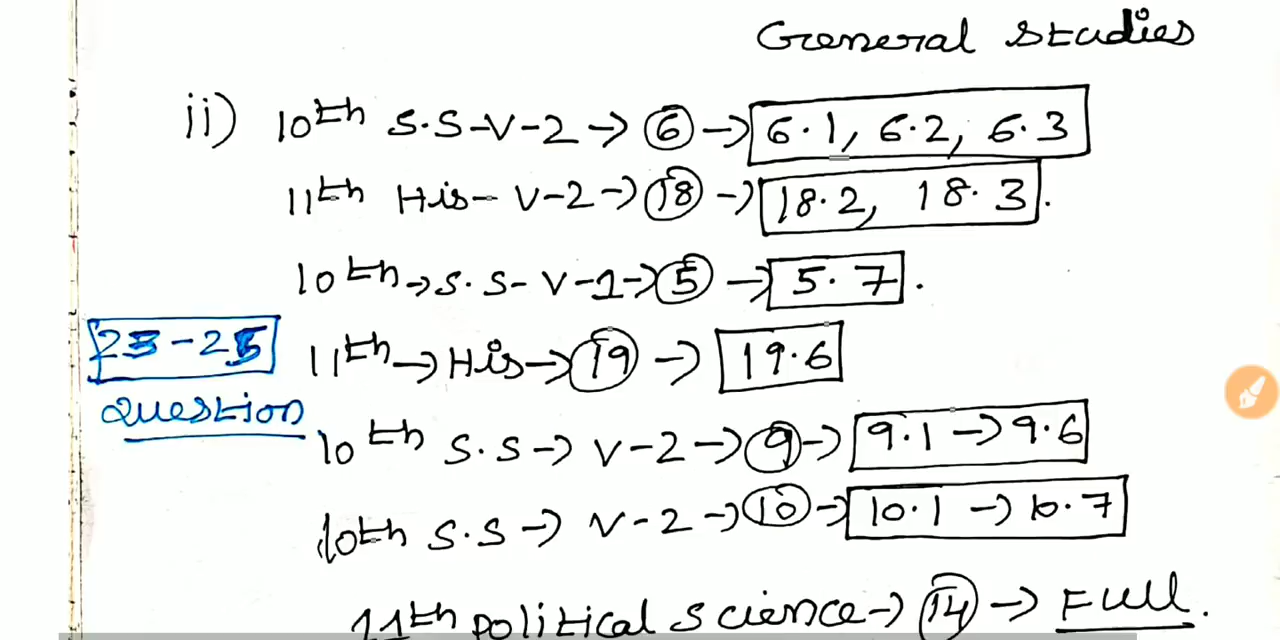 General Studies
ii) 10th S.S-V-2 → 6 → 6.1, 6.2, 6.3
11th His- V-2 → 18 → 18.2, 18.3.
10th → S.S- V-1 → 5 → 5.7.
23-25
11th → His → 19 → 19.6
Question
10th S.S → V-2 → 9 → 9.1 → 9.6
10th S.S → V-2 → 10 → 10.1 → 10.7
11th political science → 14 → Full.